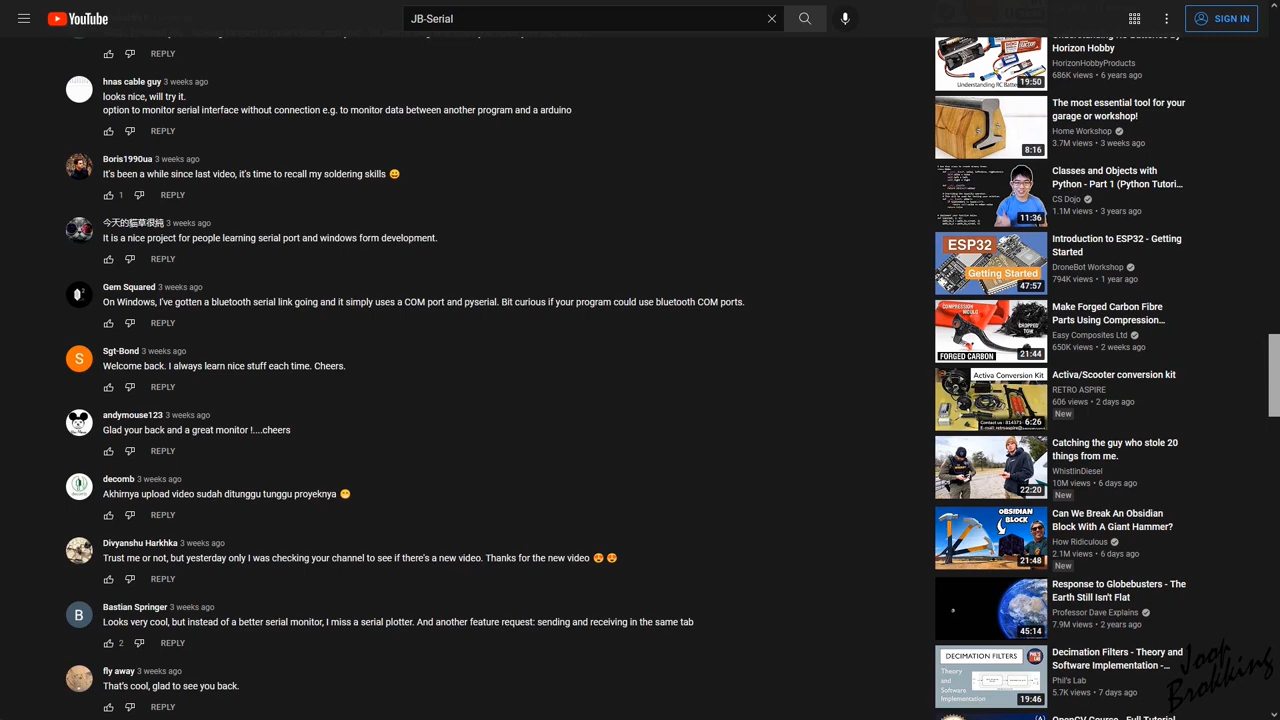 YouTube
JB-Serial
SIGN IN
REPLY
hnas cable guy 3 weeks ago
looks nice, will try it.
option to monitor serial interface without connection e.g. to monitor data between another program and a arduino
REPLY
Boris1990ua 3 weeks ago
1
REPLY
3 weeks ago
It is a nice project for people learning serial port and windows form development.
REPLY
Gem Squared 3 weeks ago
On Windows, I've gotten a bluetooth serial link going and it simply uses a COM port and pyserial. Bit curious if your program could use bluetooth COM ports.
REPLY
Sgt-Bond 3 weeks ago
Welcome back. I always learn nice stuff each time. Cheers.
REPLY
andymouse123 3 weeks ago
Glad your back and a great monitor !....cheers
REPLY
decomb 3 weeks ago
Akhirnya upload video sudah ditunggu tunggu proyeknya 😁
REPLY
Divyanshu Harkhka 3 weeks ago
Trust me or not, but yesterday only I was checking your channel to see if there's a new video. Thanks for the new video 😍 😍
REPLY
Bastian Springer 3 weeks ago
Looks very cool, but instead of a better serial monitor, I miss a serial plotter. And another feature request: sending and receiving in the same tab
2
REPLY
fly away 3 weeks ago
Thank you. Glad to see you back.
REPLY
Horizon Hobby
HorizonHobbyProducts
686K views • 6 years ago
19:50
The most essential tool for your
garage or workshop!
Home Workshop
3.7M views • 3 weeks ago
8:16
Classes and Objects with
Python - Part 1 (Python Tutori...
CS Dojo
1.1M views • 3 years ago
11:36
ESP32
Getting Started
47:57
Introduction to ESP32 - Getting
Started
DroneBot Workshop
794K views • 1 year ago
COMPRESSION
MOULD
CHOPPED
TOW
FORGED CARBON
21:44
Make Forged Carbon Fibre
Parts Using Compression...
Easy Composites Ltd
650K views • 2 weeks ago
Activa Conversion Kit
6:26
Activa/Scooter conversion kit
RETRO ASPIRE
606 views • 2 days ago
New
22:20
Catching the guy who stole 20
things from me.
WhistlinDiesel
10M views • 6 days ago
New
OBSIDIAN
BLOCK
21:48
Can We Break An Obsidian
Block With A Giant Hammer?
How Ridiculous
2.1M views • 6 days ago
New
45:14
Response to Globebusters - The
Earth Still Isn't Flat
Professor Dave Explains
7.9M views • 2 years ago
DECIMATION FILTERS
Theory
and
Software
Implementation
19:46
Decimation Filters - Theory and
Software Implementation -...
Phil's Lab
5.7K views • 7 days ago
Joop
Brokking